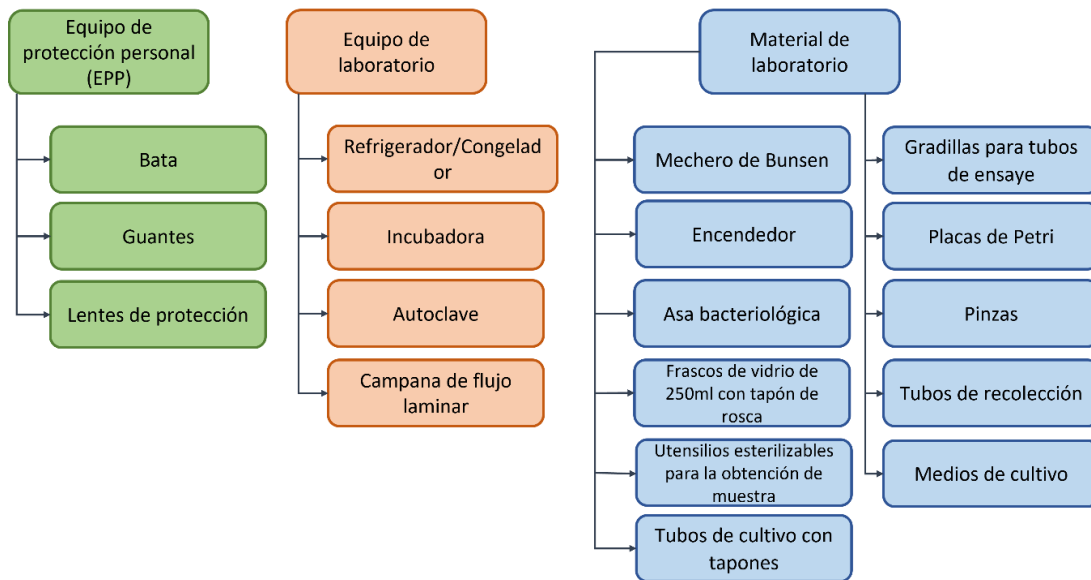 Equipo de
protección personal
(EPP)
Bata
Guantes
Lentes de protección
Equipo de
laboratorio
Refrigerador/Congelad
or
Incubadora
Autoclave
Campana de flujo
laminar
Material de
laboratorio
Mechero de Bunsen
Encendedor
Asa bacteriológica
Frascos de vidrio de
250ml con tapón de
rosca
Utensilios esterilizables
para la obtención de
muestra
Tubos de cultivo con
tapones
Gradillas para tubos
de ensaye
Placas de Petri
Pinzas
Tubos de recolección
Medios de cultivo